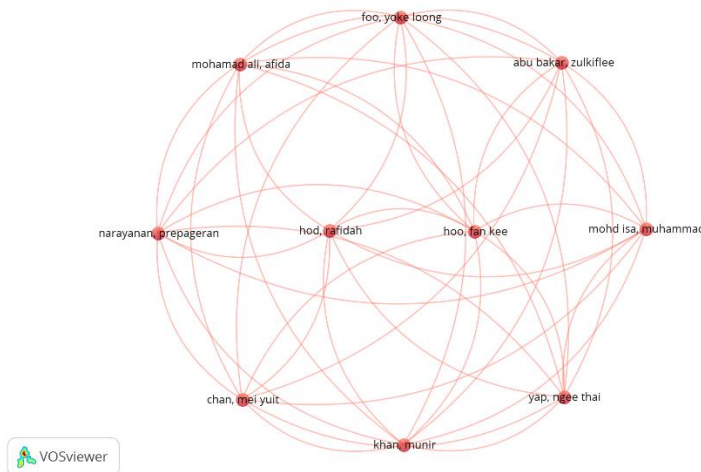 foo, yoke loong
mohamad ali, afida
abu bakar, zulkiflee
narayanan, prepageran
hod, rafidah
hoo, fan kee
mohd isa, muhammad
chan, mei yuit
yap, ngee thai
khan, munir
VOSviewer